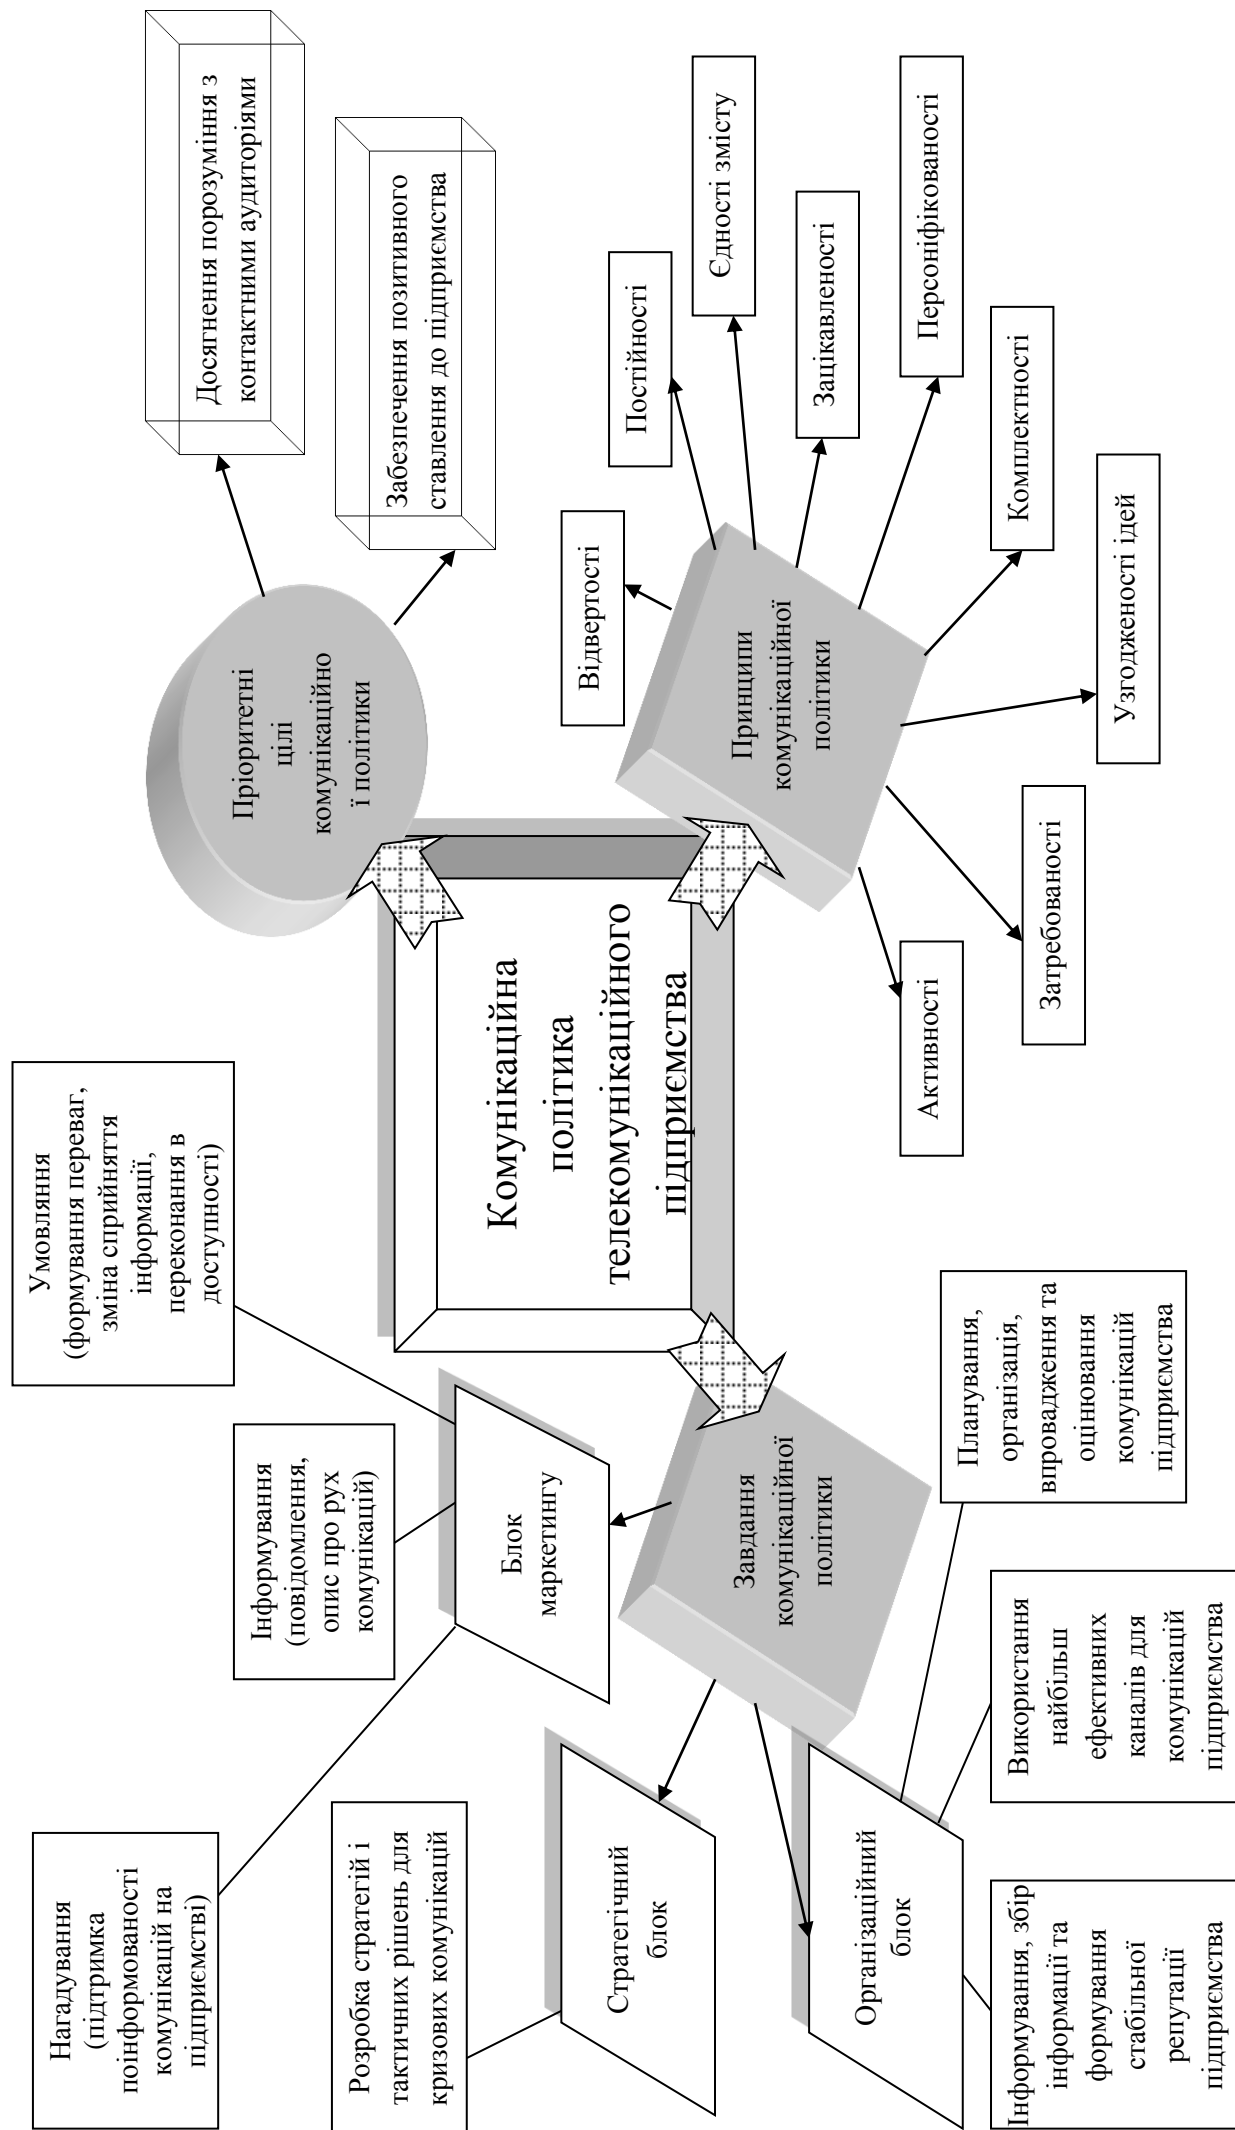 Нагадування
(підтримка
поінформованості
комунікацій на
підприємстві)
Інформування
(повідомлення,
опис про рух
комунікацій)
Умовляння
(формування переваг,
зміна сприйняття
інформації,
переконання в
доступності)
Розробка стратегій і
тактичних рішень для
кризових комунікацій
Блок
маркетингу
Стратегічний
блок
Організаційний
блок
Завдання
комунікаційної
політики
Інформування, збір
інформації та
формування
стабільної
репутації
підприємства
Використання
найбільш
ефективних
каналів для
комунікацій
підприємства
Планування,
організація,
впровадження та
оцінювання
комунікацій
підприємства
Комунікаційна
політика
телекомунікаційного
підприємства
Пріоритетні
цілі
комунікаційно
ї політики
Досягнення порозуміння з
контактними аудиторіями
Забезпечення позитивного
ставлення до підприємства
Принципи
комунікаційної
політики
Відвертості
Постійності
Єдності змісту
Зацікавленості
Персоніфікованості
Комплектності
Узгодженості ідей
Затребованості
Активності